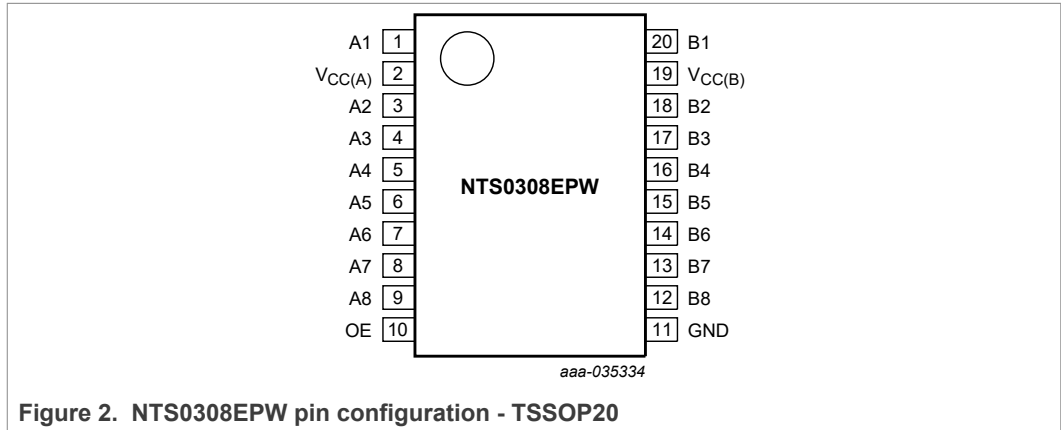 A1 1 20 B1
VCC(A) 2 19 VCC(B)
A2 3 18 B2
A3 4 17 B3
A4 5 16 B4
NTS0308EPW
A5 6 15 B5
A6 7 14 B6
A7 8 13 B7
A8 9 12 B8
OE 10 11 GND
aaa-035334
Figure 2. NTS0308EPW pin configuration - TSSOP20